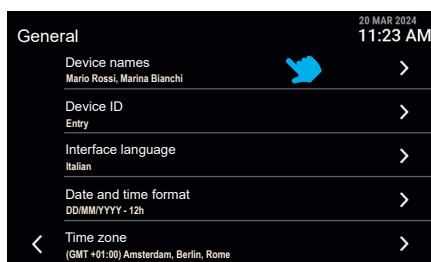 20 MAR 2024
General
11:23 AM
Device names
Mario Rossi, Marina Bianchi
Device ID
Entry
Interface language
Italian
Date and time format
DD/MM/YYYY - 12h
Time zone
(GMT +01:00) Amsterdam, Berlin, Rome